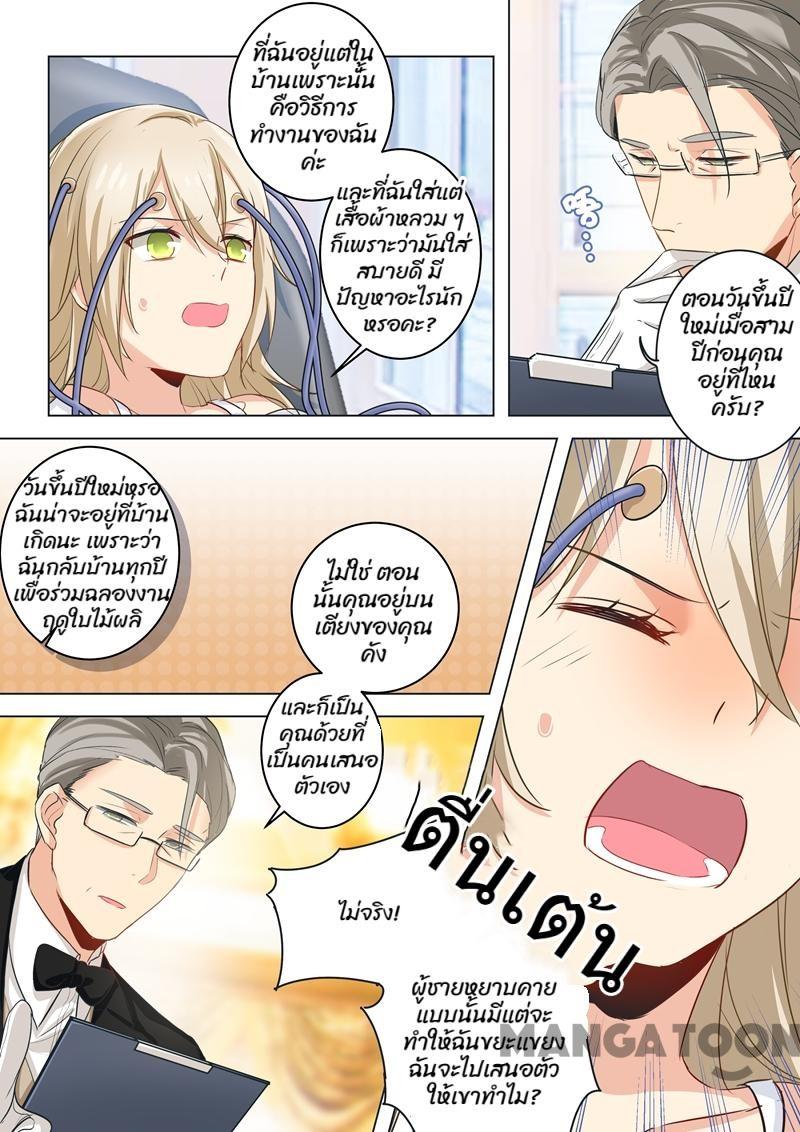 ที่ฉันอยู่แต่ใน
บ้านเพราะนั้น
คือวิธีการ
ทำงานของฉัน
ค่ะ
และที่ฉันใส่แต่
เสื้อผ้าหลวม ๆ
ก็เพราะว่ามันใส่
สบายดี มี
ปัญหาอะไรนัก
หรอคะ?
ตอนวันขึ้นปี
ใหม่เมื่อสาม
ปีก่อนคุณ
อยู่ที่ไหน
ครับ?
วันขึ้นปีใหม่หรอ
ฉันน่าจะอยู่ที่บ้าน
เกิดนะ เพราะว่า
ฉันกลับบ้านทุกปี
เพื่อร่วมฉลองงาน
ฤดูใบไม้ผลิ
ไม่ใช่ ตอน
นั้นคุณอยู่บน
เตียงของคุณ
คัง
และก็เป็น
คุณด้วยที่
เป็นคนเสนอ
ตัวเอง
ตื่นเต้น
ไม่จริง!
ผู้ชายหยาบคาย
แบบนั้นมีแต่จะ
ทำให้ฉันขยะแขยง
ฉันจะไปเสนอตัว
ให้เขาทำไม?
MANGA TOON